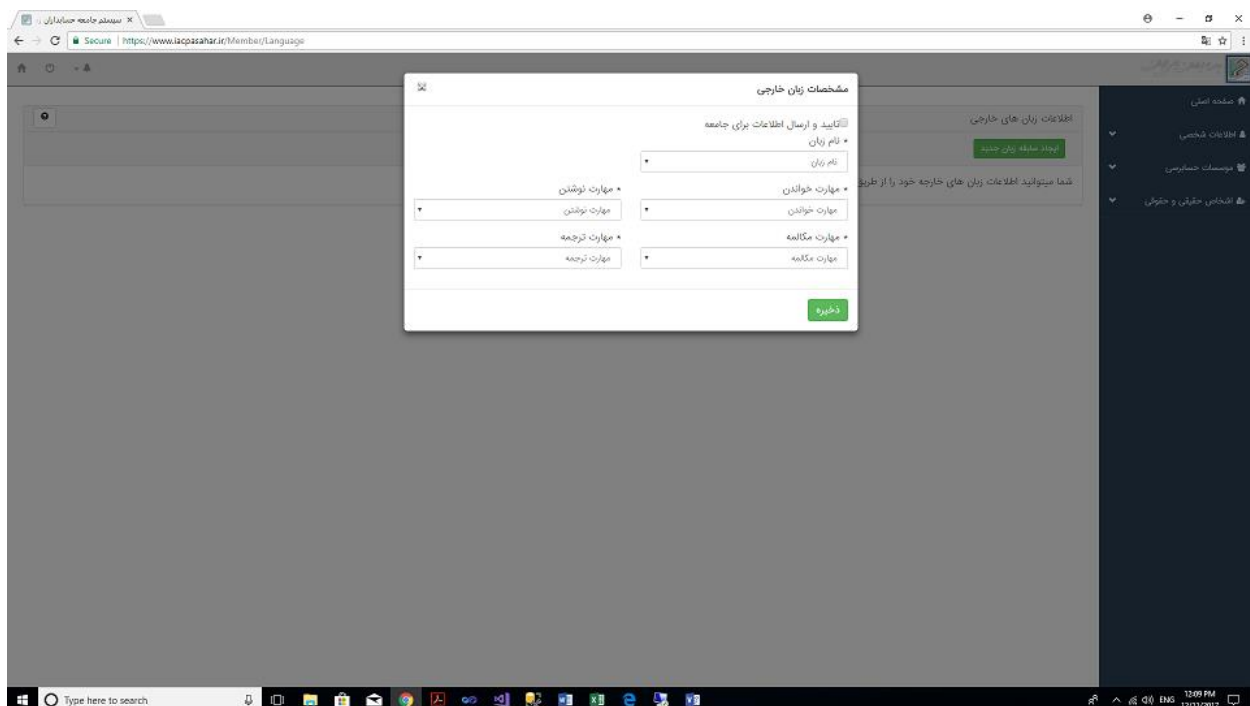 سیستم جامعه حسابداران
Secure | https://www.iacpasahar.ir/Member/Language
مشخصات زبان خارجی
تایید و ارسال اطلاعات برای جامعه
* نام زبان
نام زبان
* مهارت خواندن * مهارت نوشتن
مهارت خواندن مهارت نوشتن
* مهارت مکالمه * مهارت ترجمه
مهارت مکالمه مهارت ترجمه
ذخیره
اطلاعات زبان های خارجی
ایجاد سابقه زبان جدید
شما میتوانید اطلاعات زبان های خارجه خود را از طریق
صفحه اصلی
اطلاعات شخصی
موسسات حسابرسی
اشخاص حقیقی و حقوقی
Type here to search
ENG
12:09 PM